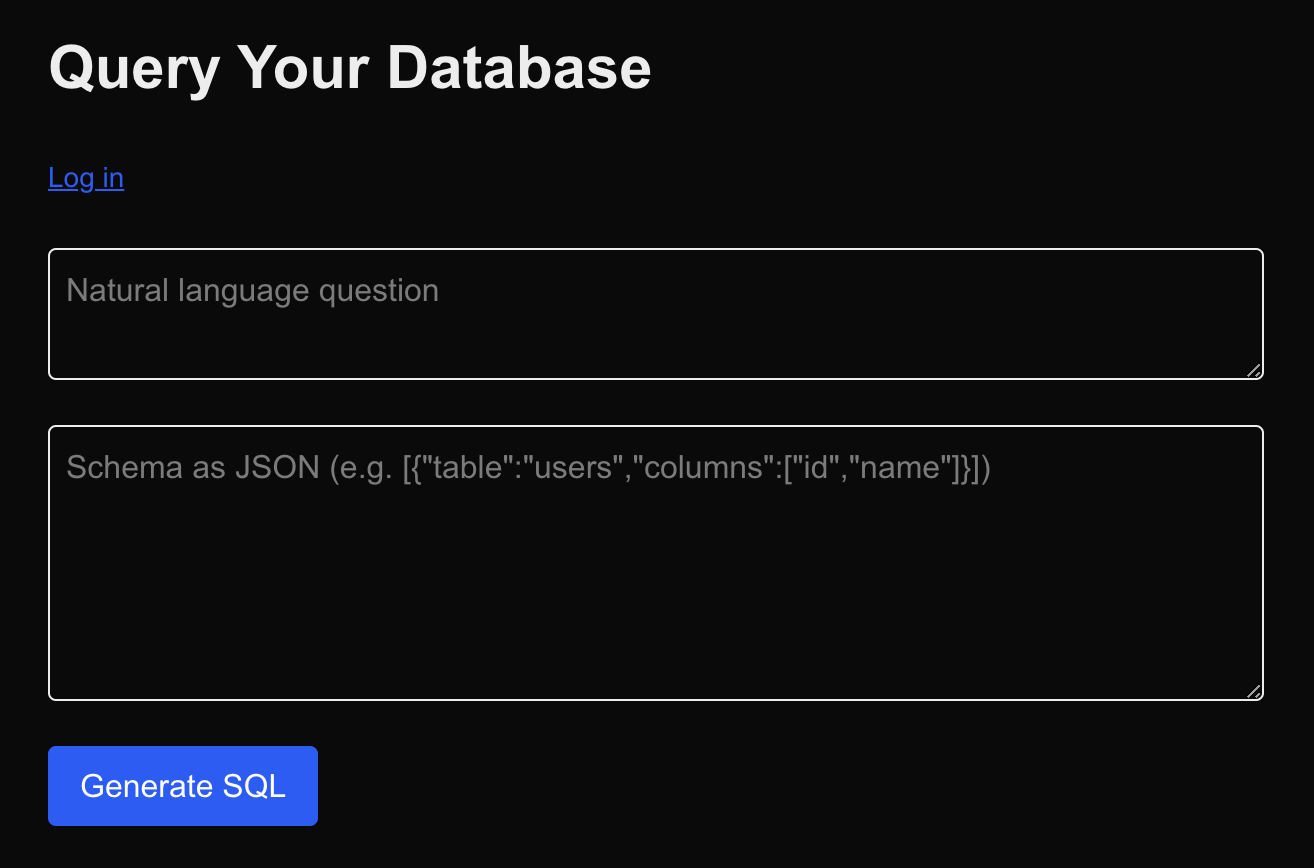 Query Your Database
Log in
Natural language question
Schema as JSON (e.g. [{"table":"users","columns":["id","name"]}])
Generate SQL